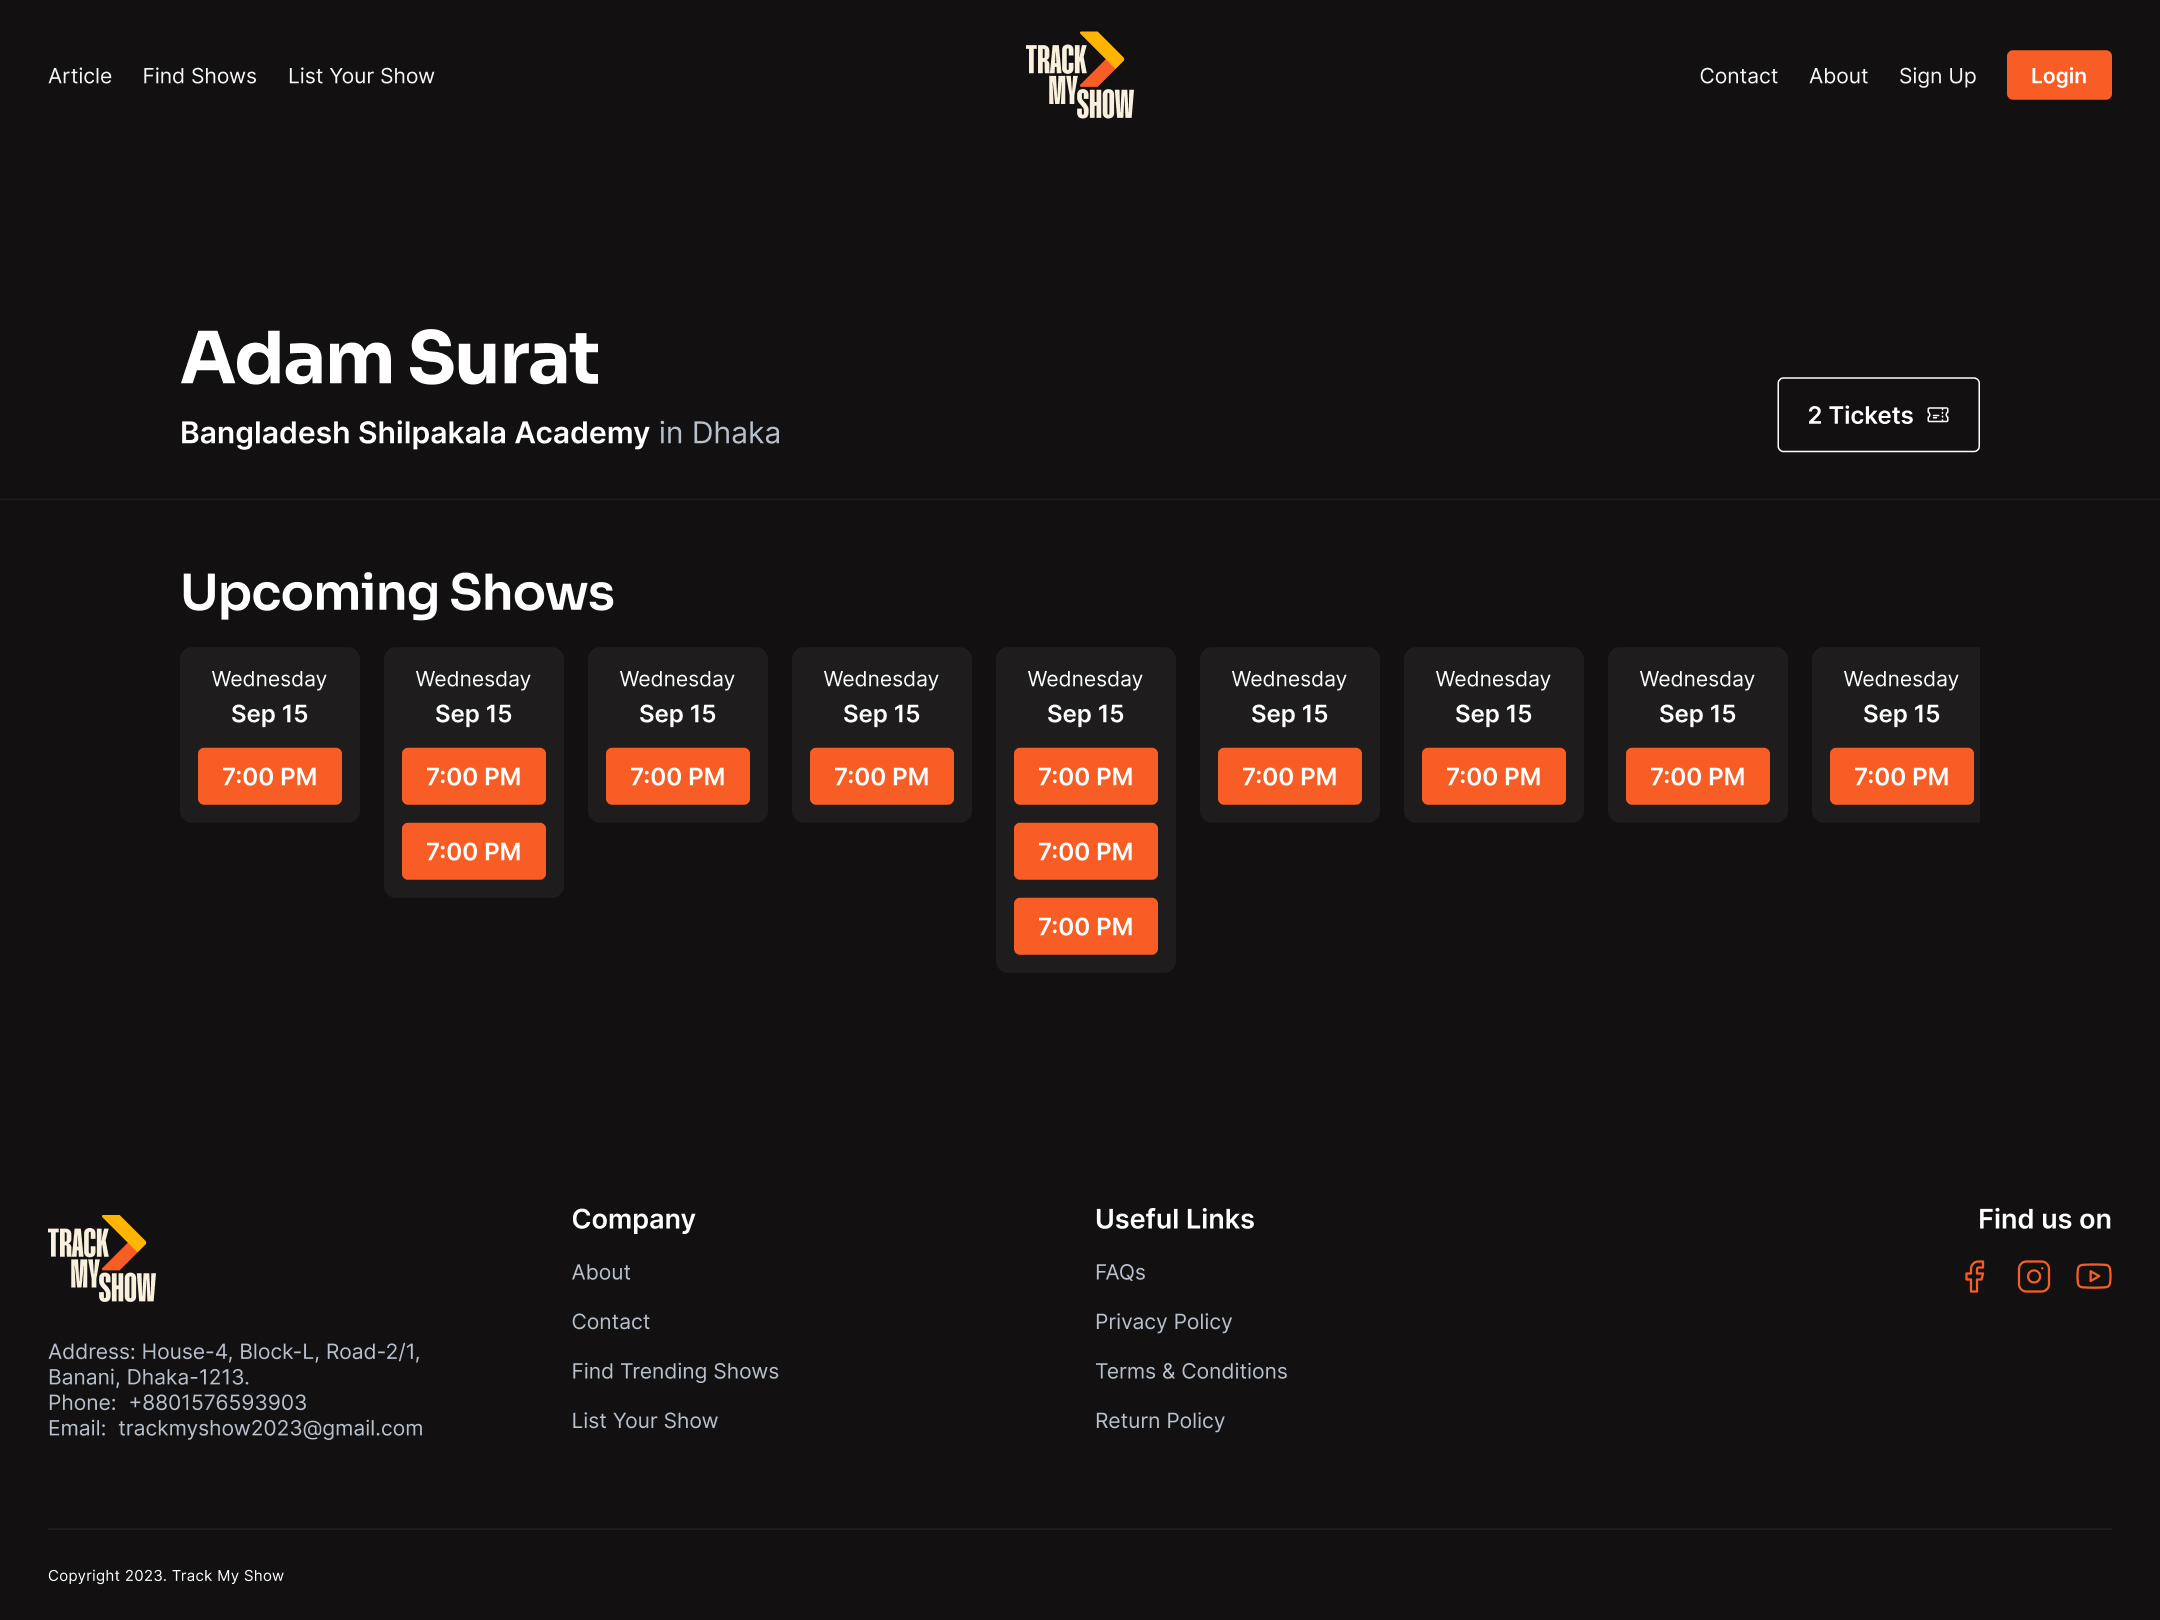 Article
Find Shows
List Your Show
TRACK
MY
SHOW
Contact
About
Sign Up
Login
Adam Surat
Bangladesh Shilpakala Academy in Dhaka
2 Tickets
Upcoming Shows
Wednesday
Sep 15
7:00 PM
Wednesday
Sep 15
7:00 PM
7:00 PM
Wednesday
Sep 15
7:00 PM
Wednesday
Sep 15
7:00 PM
Wednesday
Sep 15
7:00 PM
7:00 PM
7:00 PM
Wednesday
Sep 15
7:00 PM
Wednesday
Sep 15
7:00 PM
Wednesday
Sep 15
7:00 PM
Wednesday
Sep 15
7:00 PM
TRACK
MY
SHOW
Address: House-4, Block-L, Road-2/1,
Banani, Dhaka-1213.
Phone: +8801576593903
Email: trackmyshow2023@gmail.com
Company
About
Contact
Find Trending Shows
List Your Show
Useful Links
FAQs
Privacy Policy
Terms & Conditions
Return Policy
Find us on
Copyright 2023. Track My Show